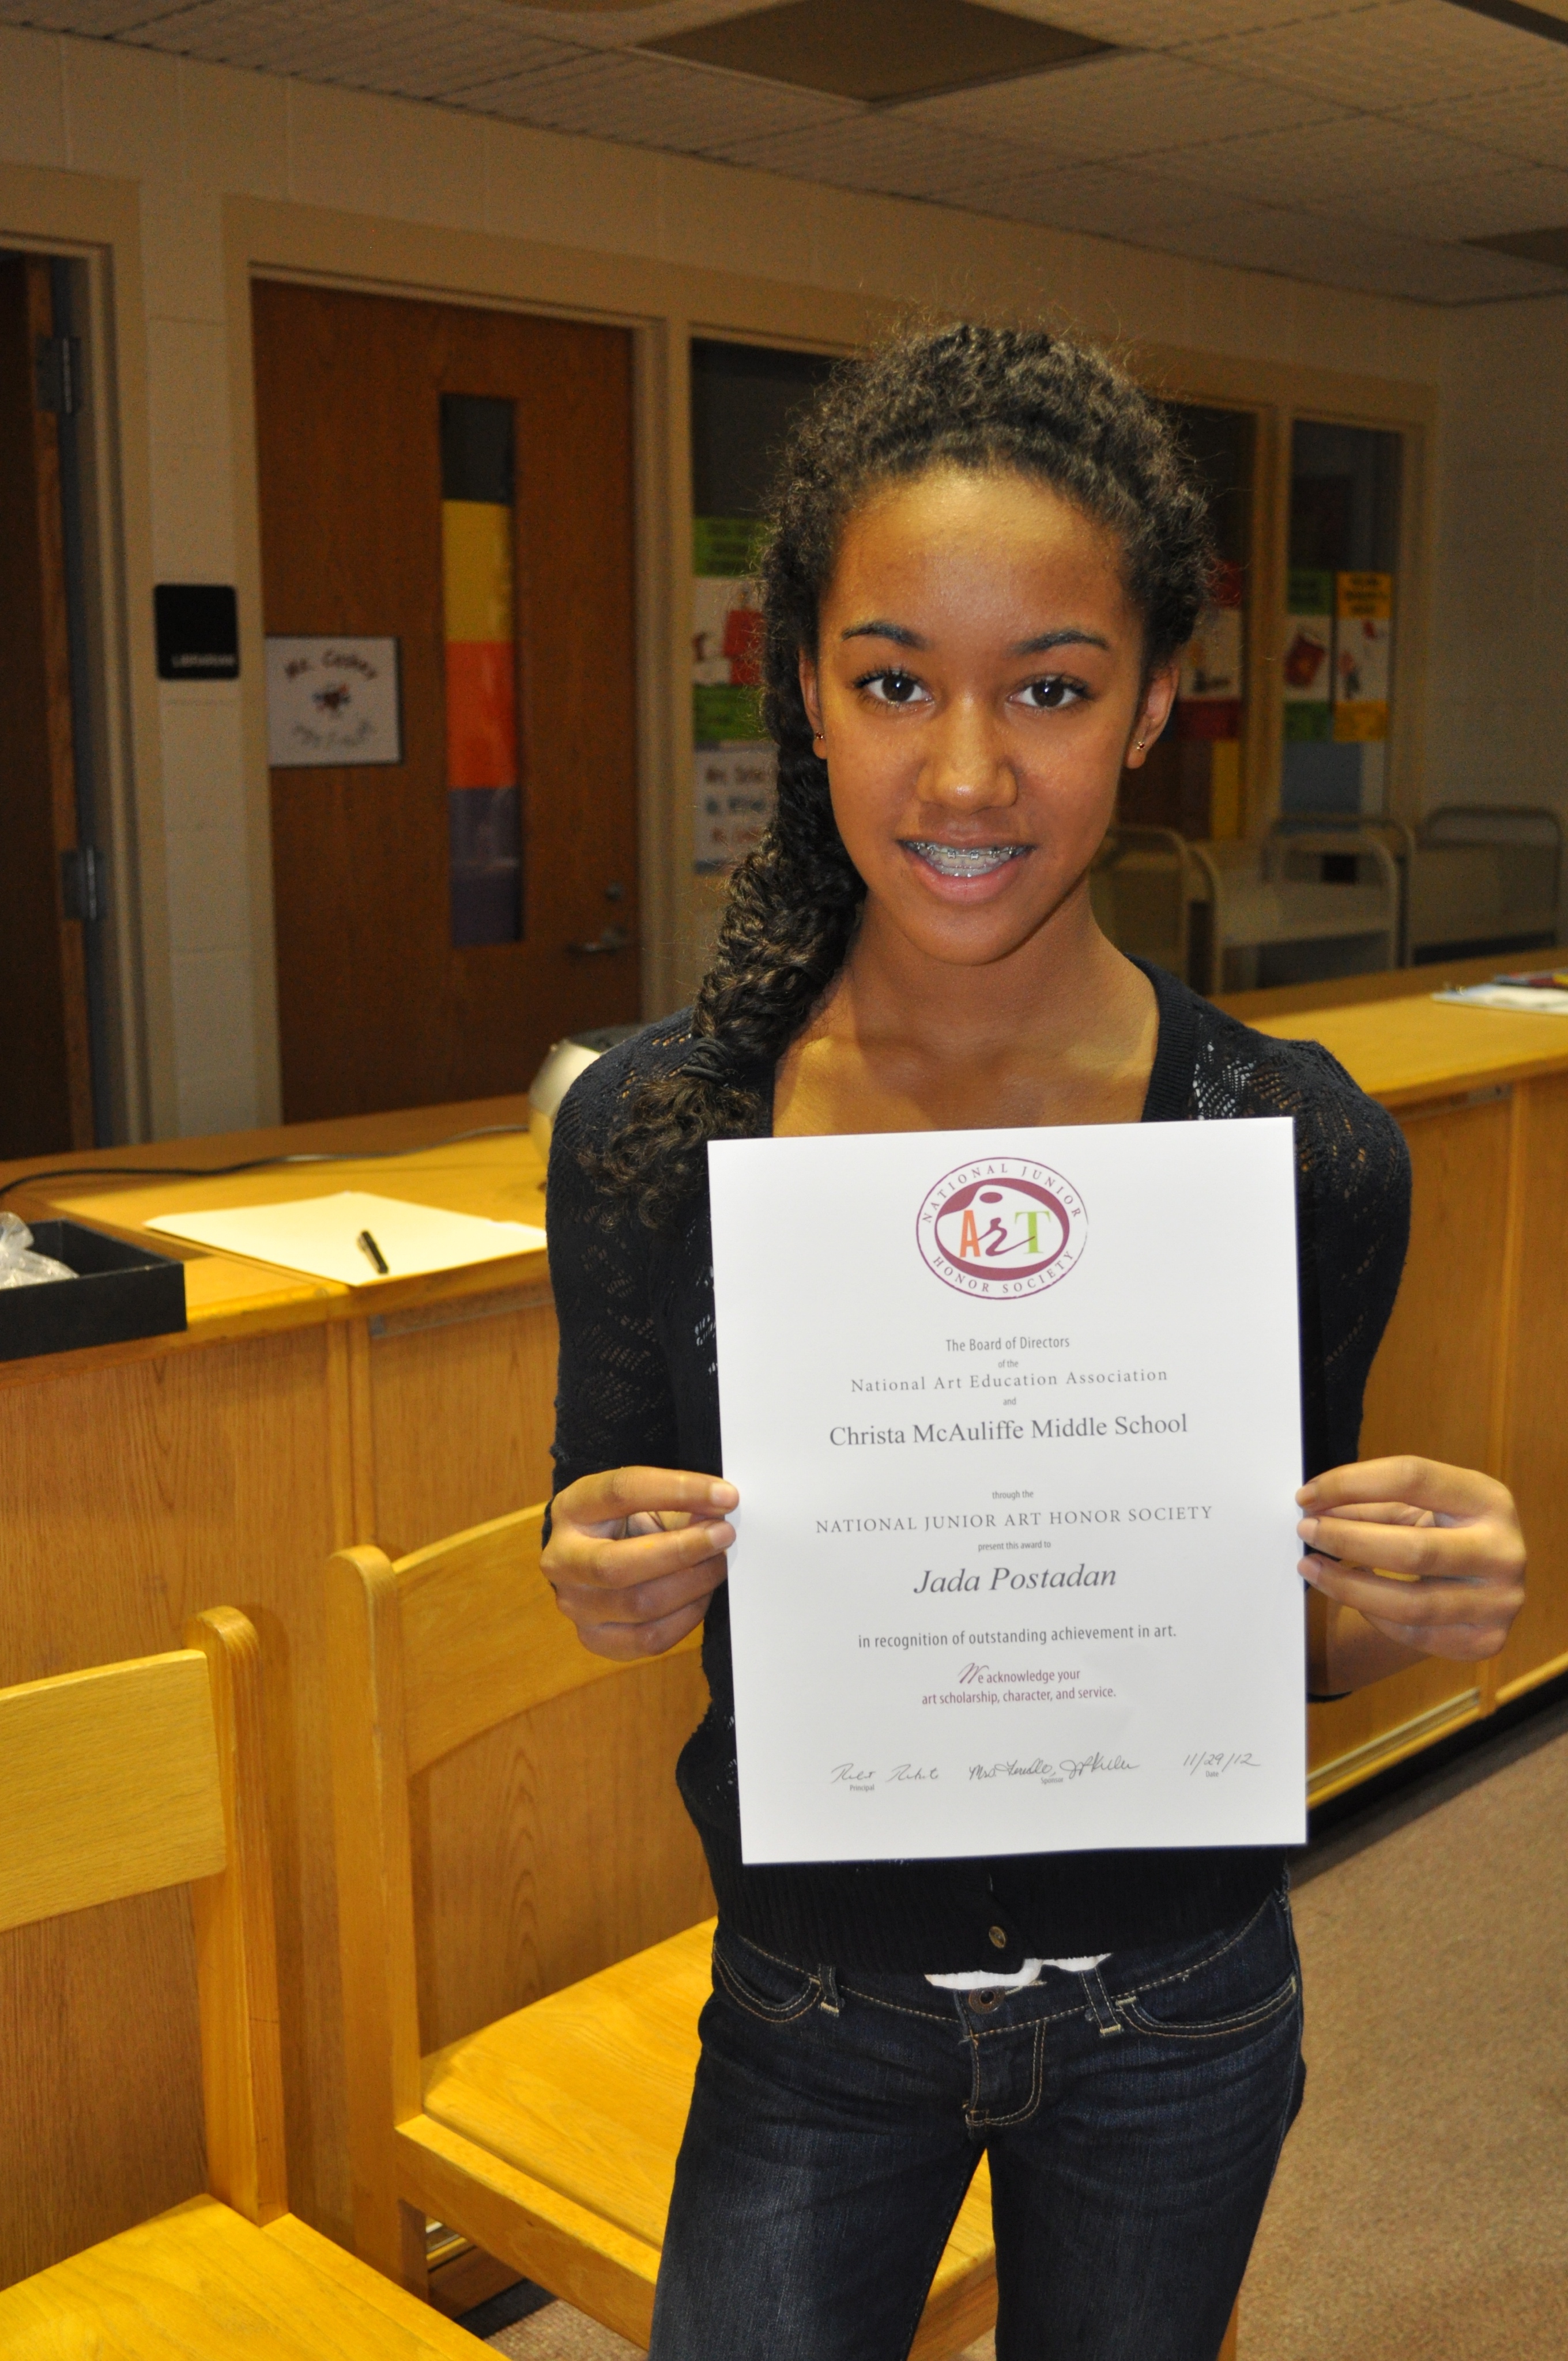 NATIONAL JUNIOR
ArT
HONOR SOCIETY
The Board of Directors
of the
National Art Education Association
and
Christa McAuliffe Middle School
through the
NATIONAL JUNIOR ART HONOR SOCIETY
present this award to
Jada Postadan
in recognition of outstanding achievement in art.
We acknowledge your
art scholarship, character, and service.
11/29/12
Principal
Sponsor
Date